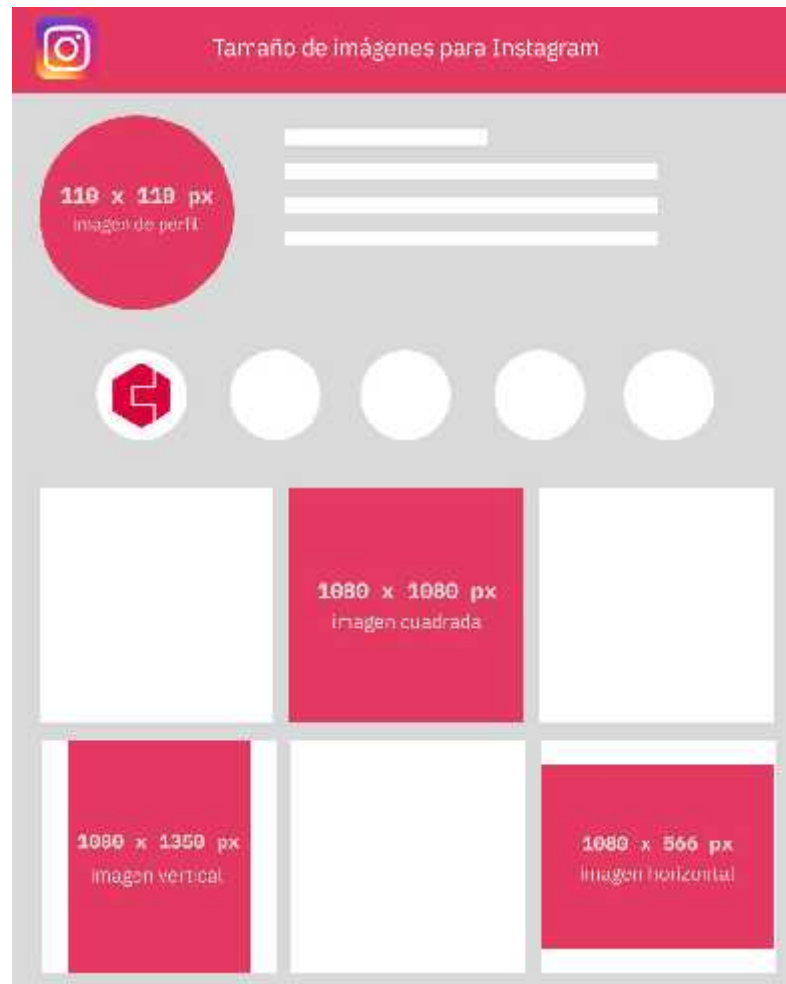 Tamaño de imágenes para Instagram
110 x 110 px
imagen de perfil
1080 x 1080 px
imagen cuadrada
1080 x 1350 px
imagen vertical
1080 x 566 px
imagen horizontal